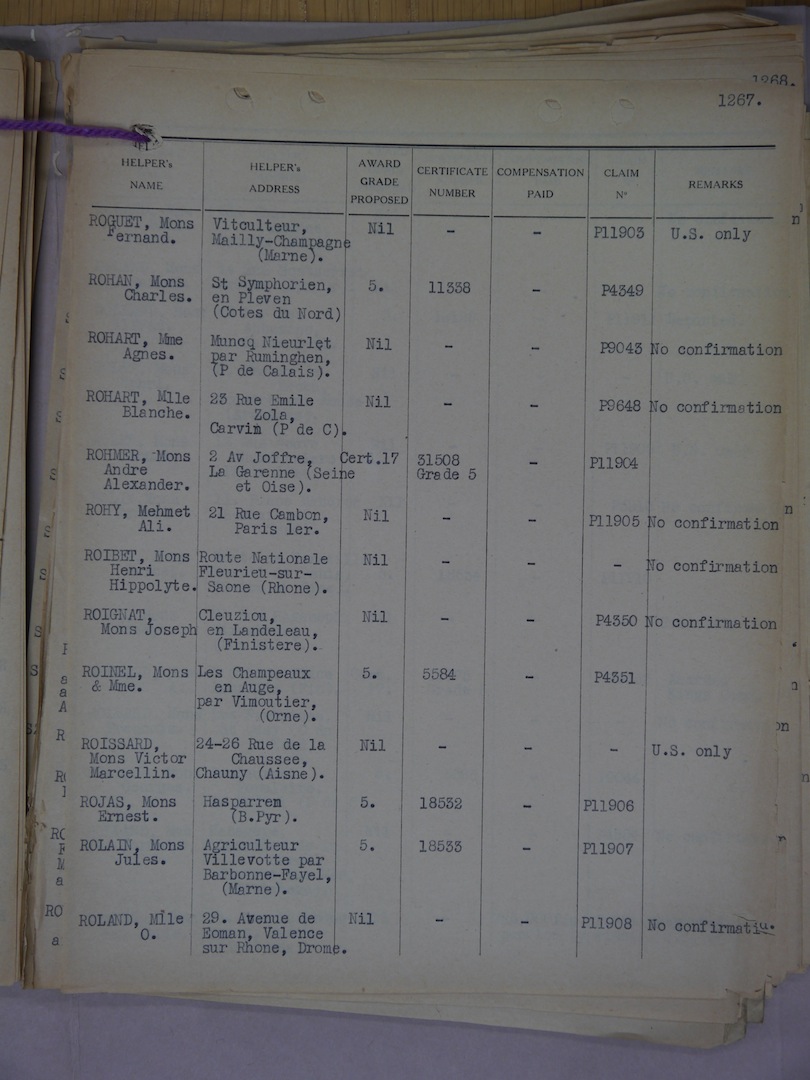 1268.
1267.
HELPER's NAME | HELPER's ADDRESS | AWARD GRADE PROPOSED | CERTIFICATE NUMBER | COMPENSATION PAID | CLAIM Nº | REMARKS
ROGUET, Mons | Vitculteur, | Nil | - | - | P11903 | U.S. only
Fernand. | Mailly-Champagne
(Marne).
ROHAN, Mons | St Symphorien, | 5. | 11338 | - | P4349
Charles. | en Pleven
(Cotes du Nord)
ROHART, Mme | Muncq Nieurlet | Nil | - | - | P9043 | No confirmation
Agnes. | par Ruminghen,
(P de Calais).
ROHART, Mlle | 23 Rue Emile | Nil | - | - | P9648 | No confirmation
Blanche. | Zola,
Carvin (P de C).
ROHMER, Mons | 2 Av Joffre, | Cert.17 | 31508 | - | P11904
Andre | La Garenne (Seine | Grade 5
Alexander. | et Oise).
ROHY, Mehmet | 21 Rue Cambon, | Nil | - | - | P11905 | No confirmation
Ali. | Paris 1er.
ROIBET, Mons | Route Nationale | Nil | - | - | - | No confirmation
Henri | Fleurieu-sur-
Hippolyte. | Saone (Rhone).
ROIGNAT, | Cleuziou, | Nil | - | - | P4350 | No confirmation
Mons Joseph | en Landeleau,
(Finistere).
ROINEL, Mons | Les Champeaux | 5. | 5584 | - | P4351
& Mme. | en Auge,
par Vimoutier,
(Orne).
ROISSARD, | 24-26 Rue de la | Nil | - | - | - | U.S. only
Mons Victor | Chaussee,
Marcellin. | Chauny (Aisne).
ROJAS, Mons | Hasparren | 5. | 18532 | - | P11906
Ernest. | (B.Pyr).
ROLAIN, Mons | Agriculteur | 5. | 18533 | - | P11907
Jules. | Villevotte par
Barbonne-Fayel,
(Marne).
ROLAND, Mlle | 29. Avenue de | Nil | - | - | P11908 | No confirmatiu.
O. | Eoman, Valence
sur Rhone, Drome.